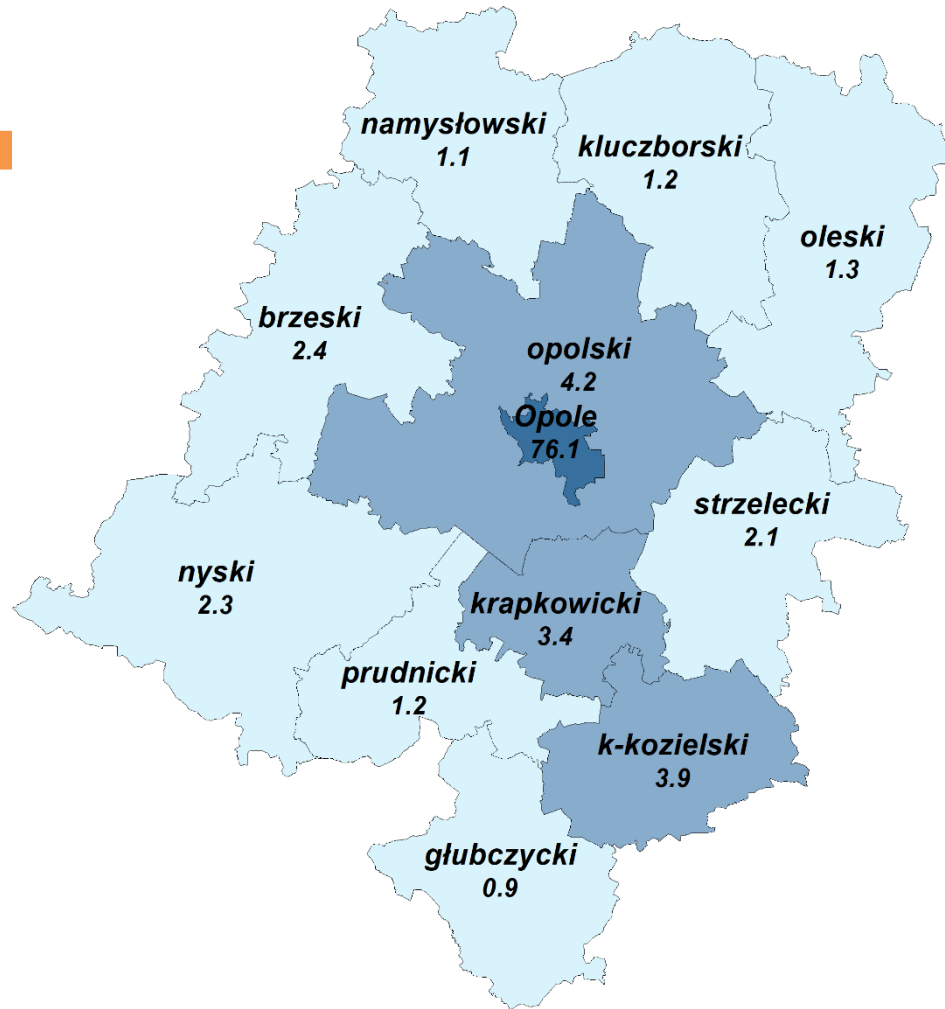 namysłowski
1.1
kluczborski
1.2
oleski
1.3
brzeski
2.4
opolski
4.2
Opole
76.1
strzelecki
2.1
nyski
2.3
krapkowicki
3.4
prudnicki
1.2
k-kozielski
3.9
głubczycki
0.9